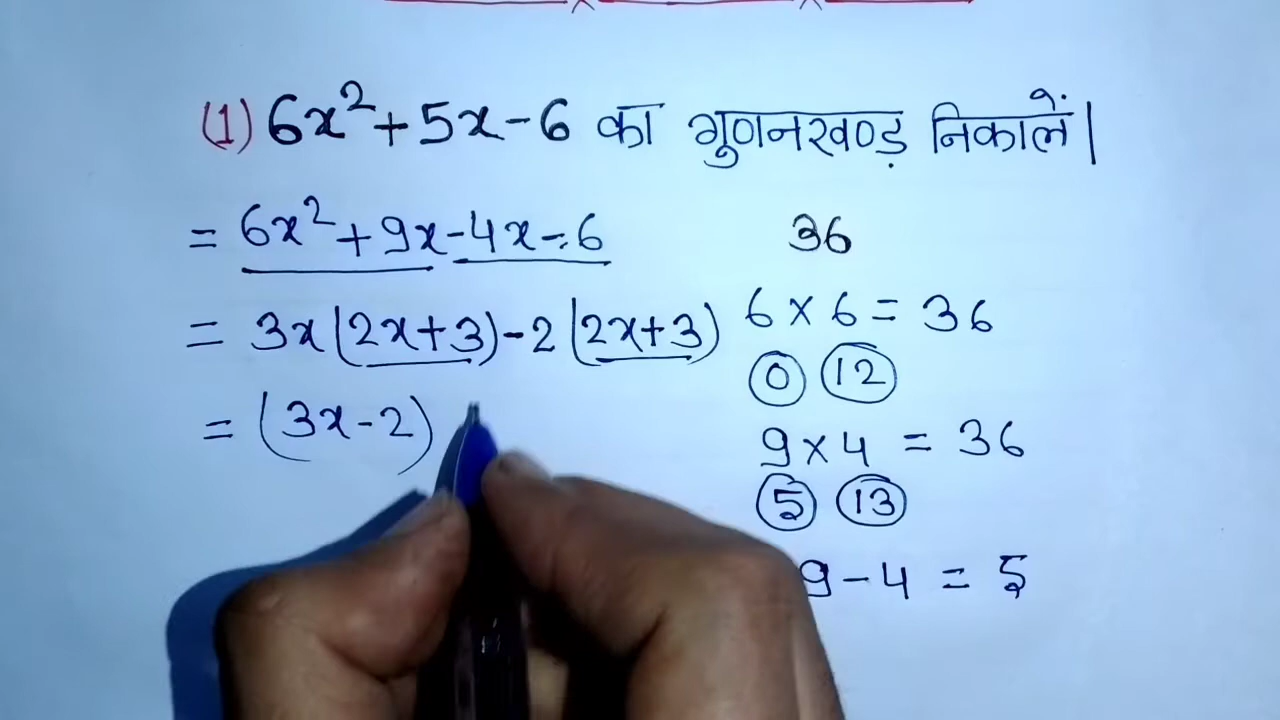 (1) 6x²+5x-6 का गुणनखण्ड़ निकालें।
= 6x²+9x-4x-6
36
= 3x(2x+3)-2(2x+3)
6×6=36
0 12
= (3x-2)
9×4=36
5 13
9-4=5